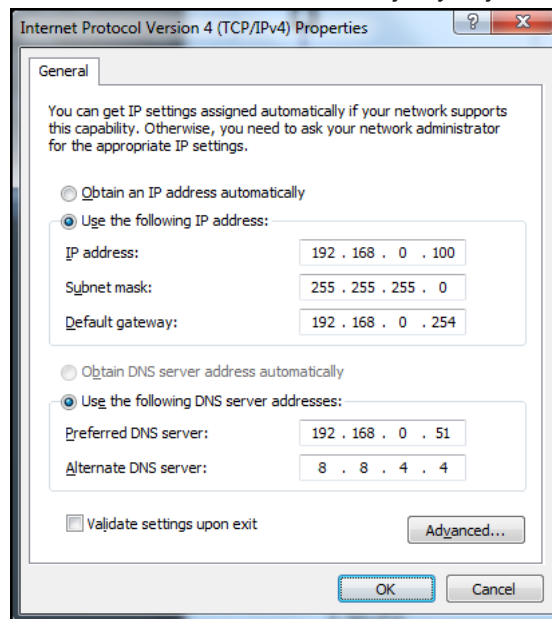 Internet Protocol Version 4 (TCP/IPv4) Properties
General
You can get IP settings assigned automatically if your network supports
this capability. Otherwise, you need to ask your network administrator
for the appropriate IP settings.
Obtain an IP address automatically
Use the following IP address:
IP address: 192 . 168 . 0 . 100
Subnet mask: 255 . 255 . 255 . 0
Default gateway: 192 . 168 . 0 . 254
Obtain DNS server address automatically
Use the following DNS server addresses:
Preferred DNS server: 192 . 168 . 0 . 51
Alternate DNS server: 8 . 8 . 4 . 4
Validate settings upon exit
Advanced...
OK Cancel